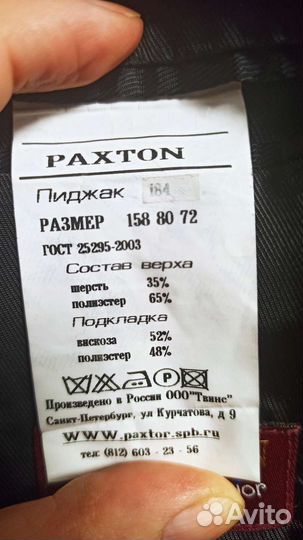 PAXTON
Пиджак 184
РАЗМЕР 158 80 72
ГОСТ 25295-2003
Состав верха
шерсть 35%
полиэстер 65%
Подкладка
вискоза 52%
полиэстер 48%
P
Произведено в России ООО "Твинс"
Санкт-Петербург, ул Курчатова, д 9
www.paxtor.spb.ru
тел: (812) 603 - 23 - 56
Avito